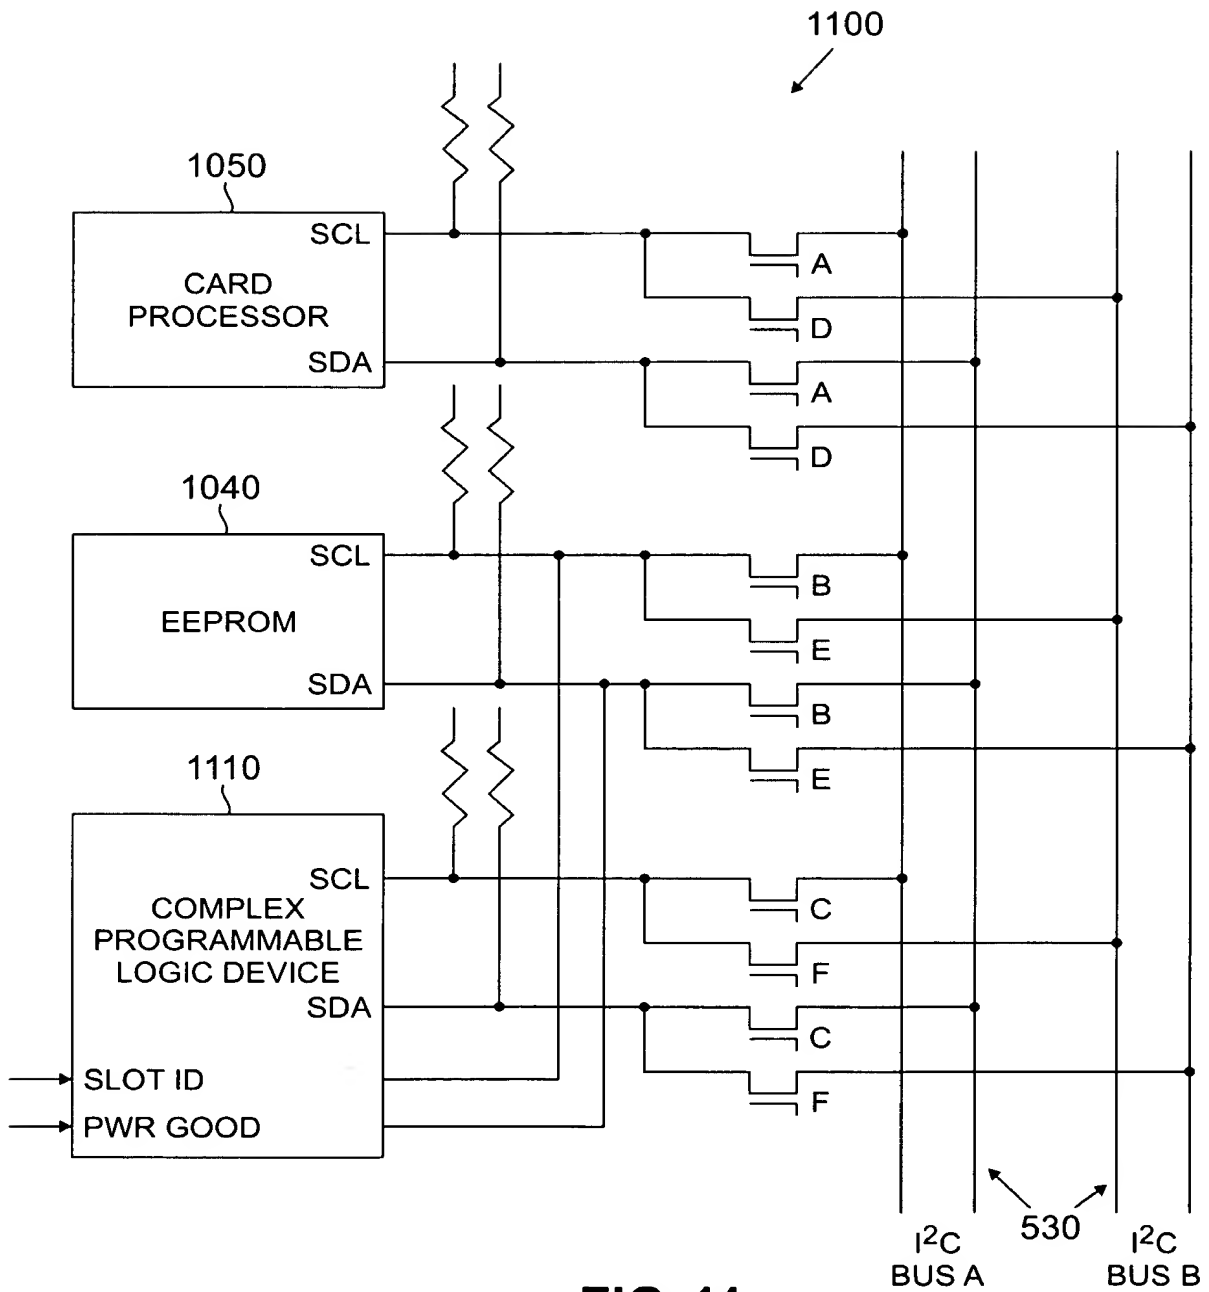 1100
1050
SCL
CARD
PROCESSOR
SDA
A
D
A
D
1040
SCL
EEPROM
SDA
B
E
B
E
1110
SCL
COMPLEX
PROGRAMMABLE
LOGIC DEVICE
SDA
SLOT ID
PWR GOOD
C
F
C
F
530
I²C
BUS A
I²C
BUS B